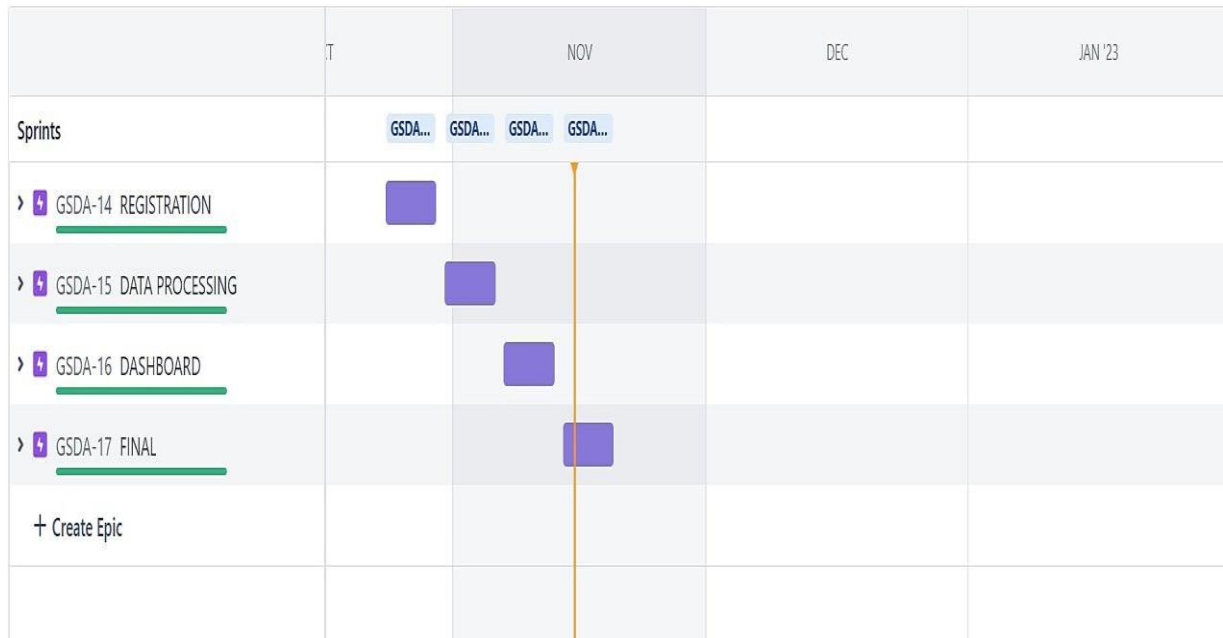 NOV DEC JAN '23
Sprints GSDA... GSDA... GSDA... GSDA...
GSDA-14 REGISTRATION
GSDA-15 DATA PROCESSING
GSDA-16 DASHBOARD
GSDA-17 FINAL
+ Create Epic